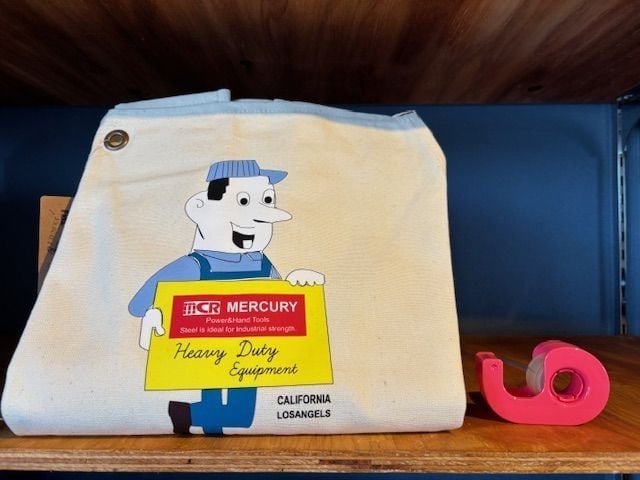 MCR MERCURY
Power&Hand Tools
Steel is ideal for Industrial strength.
Heavy Duty
Equipment
CALIFORNIA
LOSANGELS